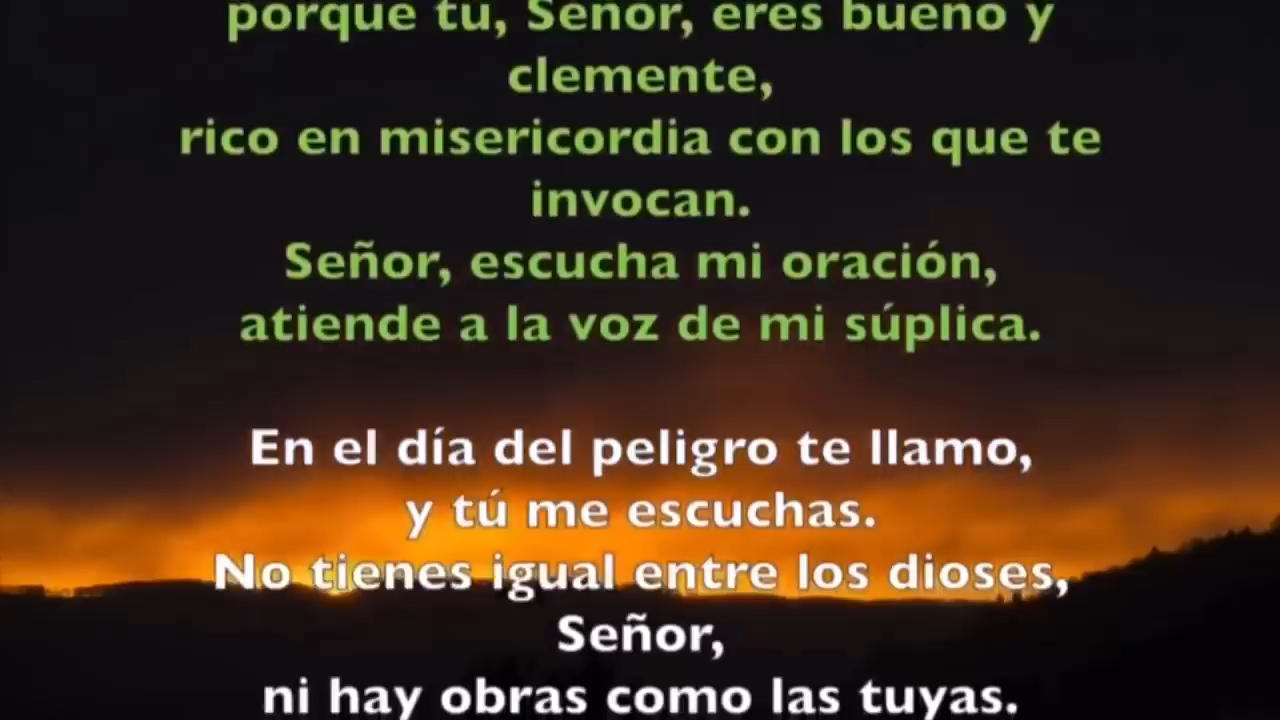 porque tú, Señor, eres bueno y
clemente,
rico en misericordia con los que te
invocan.
Señor, escucha mi oración,
atiende a la voz de mi súplica.
En el día del peligro te llamo,
y tú me escuchas.
No tienes igual entre los dioses,
Señor,
ni hay obras como las tuyas.